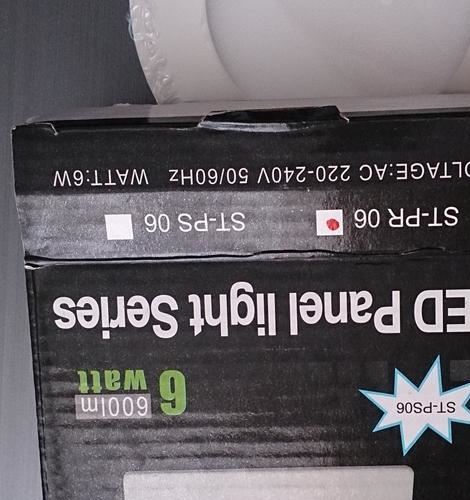 ST-PS06
6 600lm
watt
ED Panel light Series
ST-PR 06 ST-PS 06
OLTAGE:AC 220-240V 50/60Hz WATT:6W